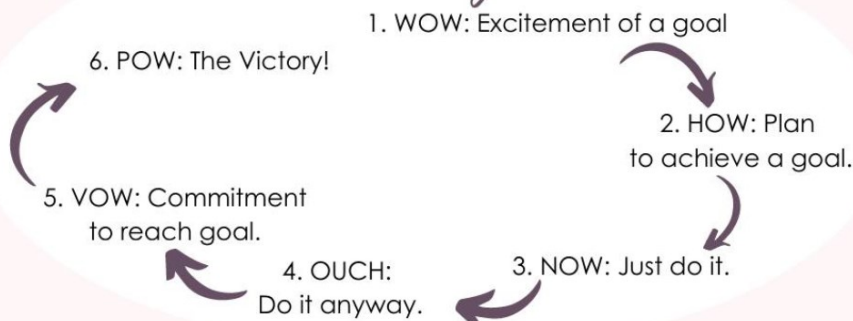 1. WOW: Excitement of a goal
2. HOW: Plan
to achieve a goal.
3. NOW: Just do it.
4. OUCH:
Do it anyway.
5. VOW: Commitment
to reach goal.
6. POW: The Victory!